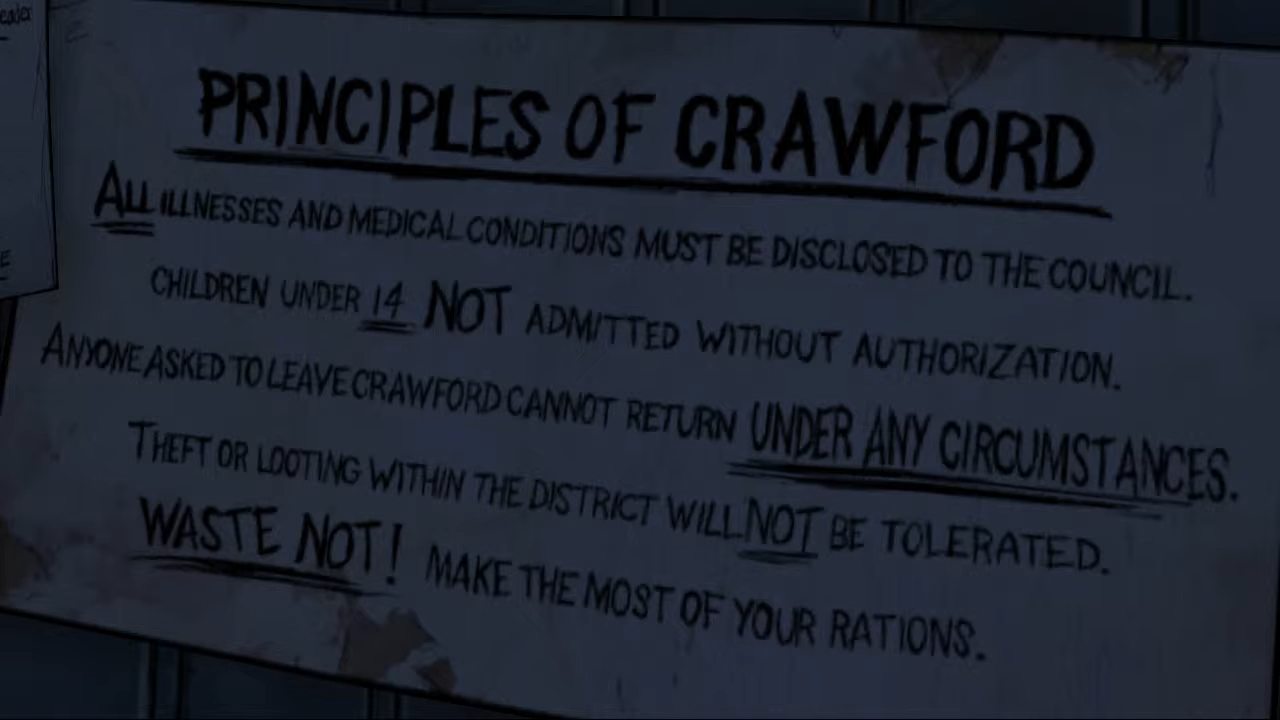 eader
PRINCIPLES OF CRAWFORD
ALL ILLNESSES AND MEDICAL CONDITIONS MUST BE DISCLOSED TO THE COUNCIL.
CHILDREN UNDER 14 NOT ADMITTED WITHOUT AUTHORIZATION.
ANYONE ASKED TO LEAVE CRAWFORD CANNOT RETURN UNDER ANY CIRCUMSTANCES.
THEFT OR LOOTING WITHIN THE DISTRICT WILL NOT BE TOLERATED.
WASTE NOT! MAKE THE MOST OF YOUR RATIONS.